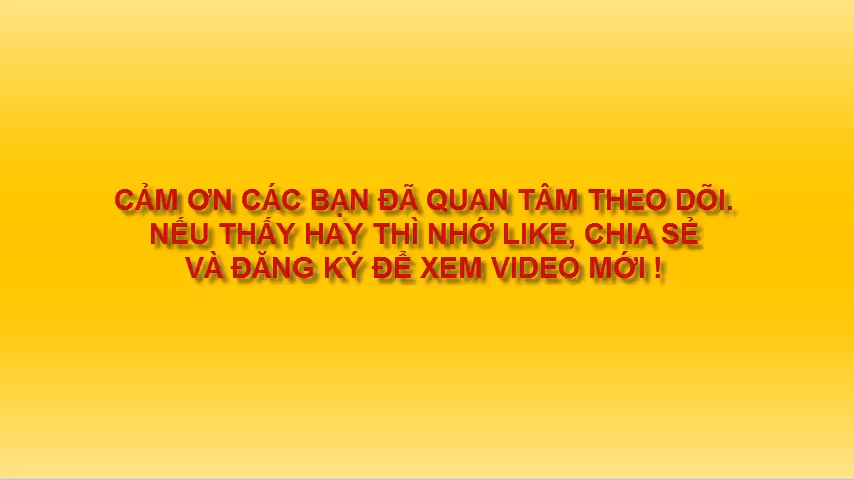 CẢM ƠN CÁC BẠN ĐÃ QUAN TÂM THEO DÕI.
NẾU THẤY HAY THÌ NHỚ LIKE, CHIA SẺ
VÀ ĐĂNG KÝ ĐỂ XEM VIDEO MỚI !